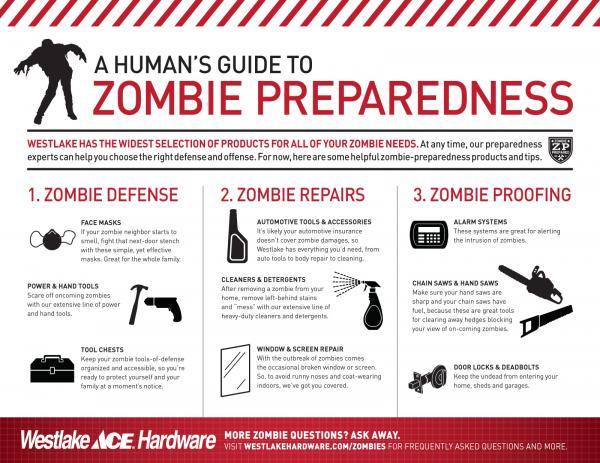 A HUMAN'S GUIDE TO
ZOMBIE PREPAREDNESS
WESTLAKE HAS THE WIDEST SELECTION OF PRODUCTS FOR ALL OF YOUR ZOMBIE NEEDS. At any time, our preparedness
experts can help you choose the right defense and offense. For now, here are some helpful zombie-preparedness products and tips.
ZP
1. ZOMBIE DEFENSE
FACE MASKS
If your zombie neighbor starts to
smell, fight that next-door stench
with these simple, yet effective
masks. Great for the whole family.
POWER & HAND TOOLS
Scare off oncoming zombies
with our extensive line of power
and hand tools.
TOOL CHESTS
Keep your zombie tools-of-defense
organized and accessible, so you're
ready to protect yourself and your
family at a moment's notice.
2. ZOMBIE REPAIRS
AUTOMOTIVE TOOLS & ACCESSORIES
It's likely your automotive insurance
doesn't cover zombie damages, so
Westlake has everything you'd need, from
auto tools to body repair to cleaning.
CLEANERS & DETERGENTS
After removing a zombie from your
home, remove left-behind stains
and "mess" with our extensive line of
heavy-duty cleaners and detergents.
WINDOW & SCREEN REPAIR
With the outbreak of zombies comes
the occasional broken window or screen.
So, to avoid runny noses and coat-wearing
indoors, we've got you covered.
3. ZOMBIE PROOFING
ALARM SYSTEMS
These systems are great for alerting
the intrusion of zombies.
CHAIN SAWS & HAND SAWS
Make sure your hand saws are
sharp and your chain saws have
fuel, because these are great tools
for clearing away hedges blocking
your view of on-coming zombies.
DOOR LOCKS & DEADBOLTS
Keep the undead from entering your
home, sheds and garages.
Westlake ACE Hardware
MORE ZOMBIE QUESTIONS? ASK AWAY.
VISIT WESTLAKEHARDWARE.COM/ZOMBIES FOR FREQUENTLY ASKED QUESTIONS AND MORE.